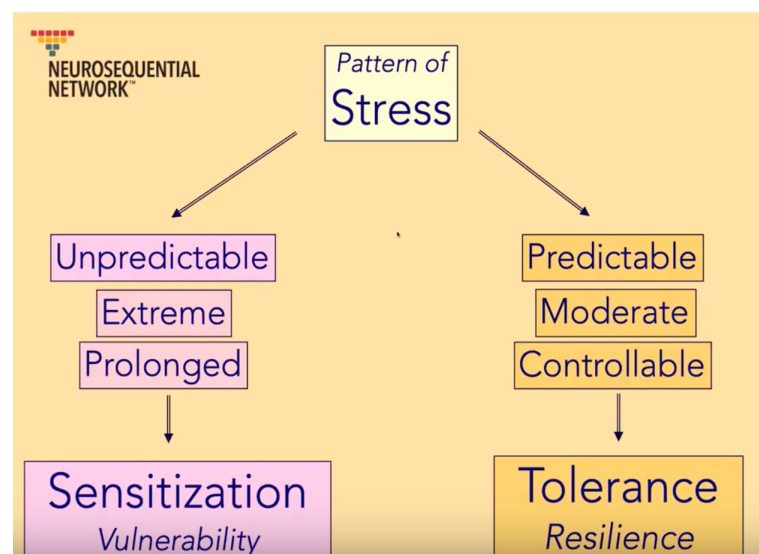 NEUROSEQUENTIAL
NETWORK™
Pattern of
Stress
Unpredictable
Extreme
Prolonged
Sensitization
Vulnerability
Predictable
Moderate
Controllable
Tolerance
Resilience